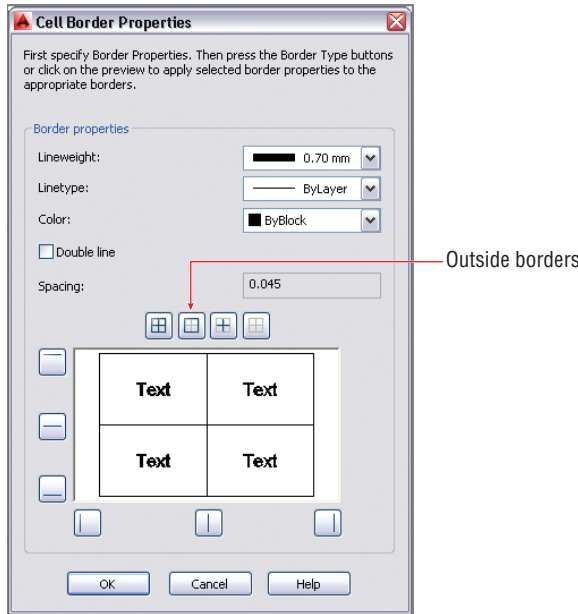 Cell Border Properties
First specify Border Properties. Then press the Border Type buttons
or click on the preview to apply selected border properties to the
appropriate borders.
Border properties
Lineweight:
0.70 mm
Linetype:
ByLayer
Color:
ByBlock
Double line
Outside borders
Spacing:
0.045
Text Text
Text Text
OK Cancel Help